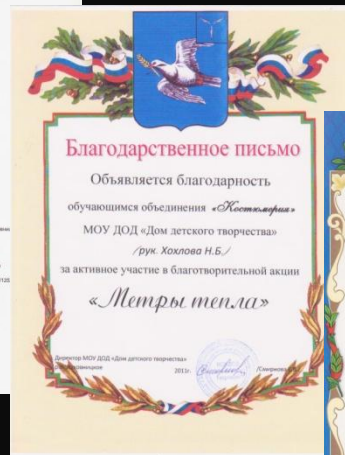 Благодарственное письмо
Объявляется благодарность
обучающимся объединения «Костюмерия»
МОУ ДОД «Дом детского творчества»
/рук. Хохлова Н.Б./
за активное участие в благотворительной акции
«Метры тепла»
Директор МОУ ДОД «Дом детского творчества»
2011г.